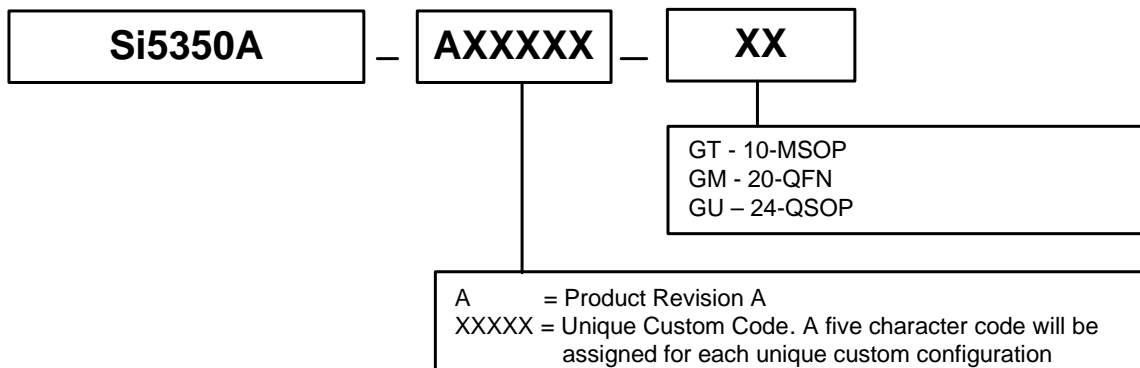 Si5350A – AXXXXX – XX
GT - 10-MSOP
GM - 20-QFN
GU – 24-QSOP
A = Product Revision A
XXXXX = Unique Custom Code. A five character code will be
assigned for each unique custom configuration